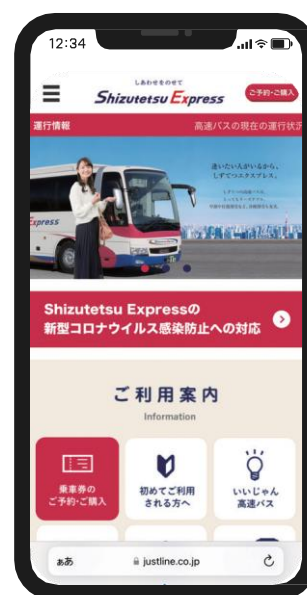 12:34
しあわせをのせて
Shizutetsu Express
ご予約・ご購入
運行情報
高速バスの現在の運行状況
逢いたい人がいるから、
しずてつエクスプレス。
Express
Shizutetsu Expressの
新型コロナウイルス感染防止への対応
ご利用案内
Information
乗車券の
ご予約・ご購入
初めてご利用
される方へ
いいじゃん
高速バス
ぁあ
justline.co.jp